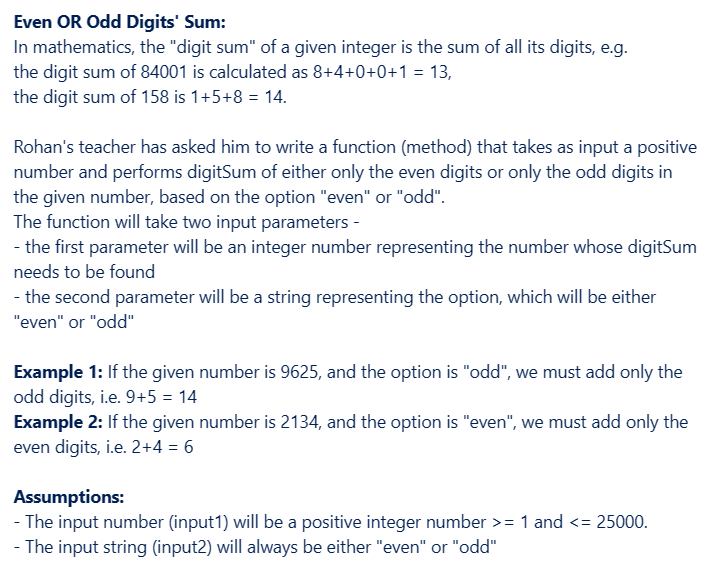 Even OR Odd Digits' Sum:
In mathematics, the "digit sum" of a given integer is the sum of all its digits, e.g.
the digit sum of 84001 is calculated as 8+4+0+0+1 = 13,
the digit sum of 158 is 1+5+8 = 14.
Rohan's teacher has asked him to write a function (method) that takes as input a positive
number and performs digitSum of either only the even digits or only the odd digits in
the given number, based on the option "even" or "odd".
The function will take two input parameters -
- the first parameter will be an integer number representing the number whose digitSum
needs to be found
- the second parameter will be a string representing the option, which will be either
"even" or "odd"
Example 1: If the given number is 9625, and the option is "odd", we must add only the
odd digits, i.e. 9+5 = 14
Example 2: If the given number is 2134, and the option is "even", we must add only the
even digits, i.e. 2+4 = 6
Assumptions:
- The input number (input1) will be a positive integer number >= 1 and <= 25000.
- The input string (input2) will always be either "even" or "odd"